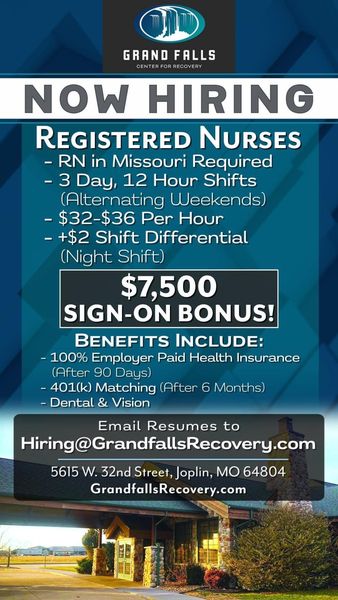 GRAND FALLS
CENTER FOR RECOVERY
NOW HIRING
REGISTERED NURSES
- RN in Missouri Required
- 3 Day, 12 Hour Shifts
(Alternating Weekends)
- $32-$36 Per Hour
- +$2 Shift Differential
(Night Shift)
$7,500
SIGN-ON BONUS!
BENEFITS INCLUDE:
- 100% Employer Paid Health Insurance
(After 90 Days)
- 401(k) Matching (After 6 Months)
- Dental & Vision
Email Resumes to
Hiring@GrandfallsRecovery.com
5615 W. 32nd Street, Joplin, MO 64804
GrandfallsRecovery.com